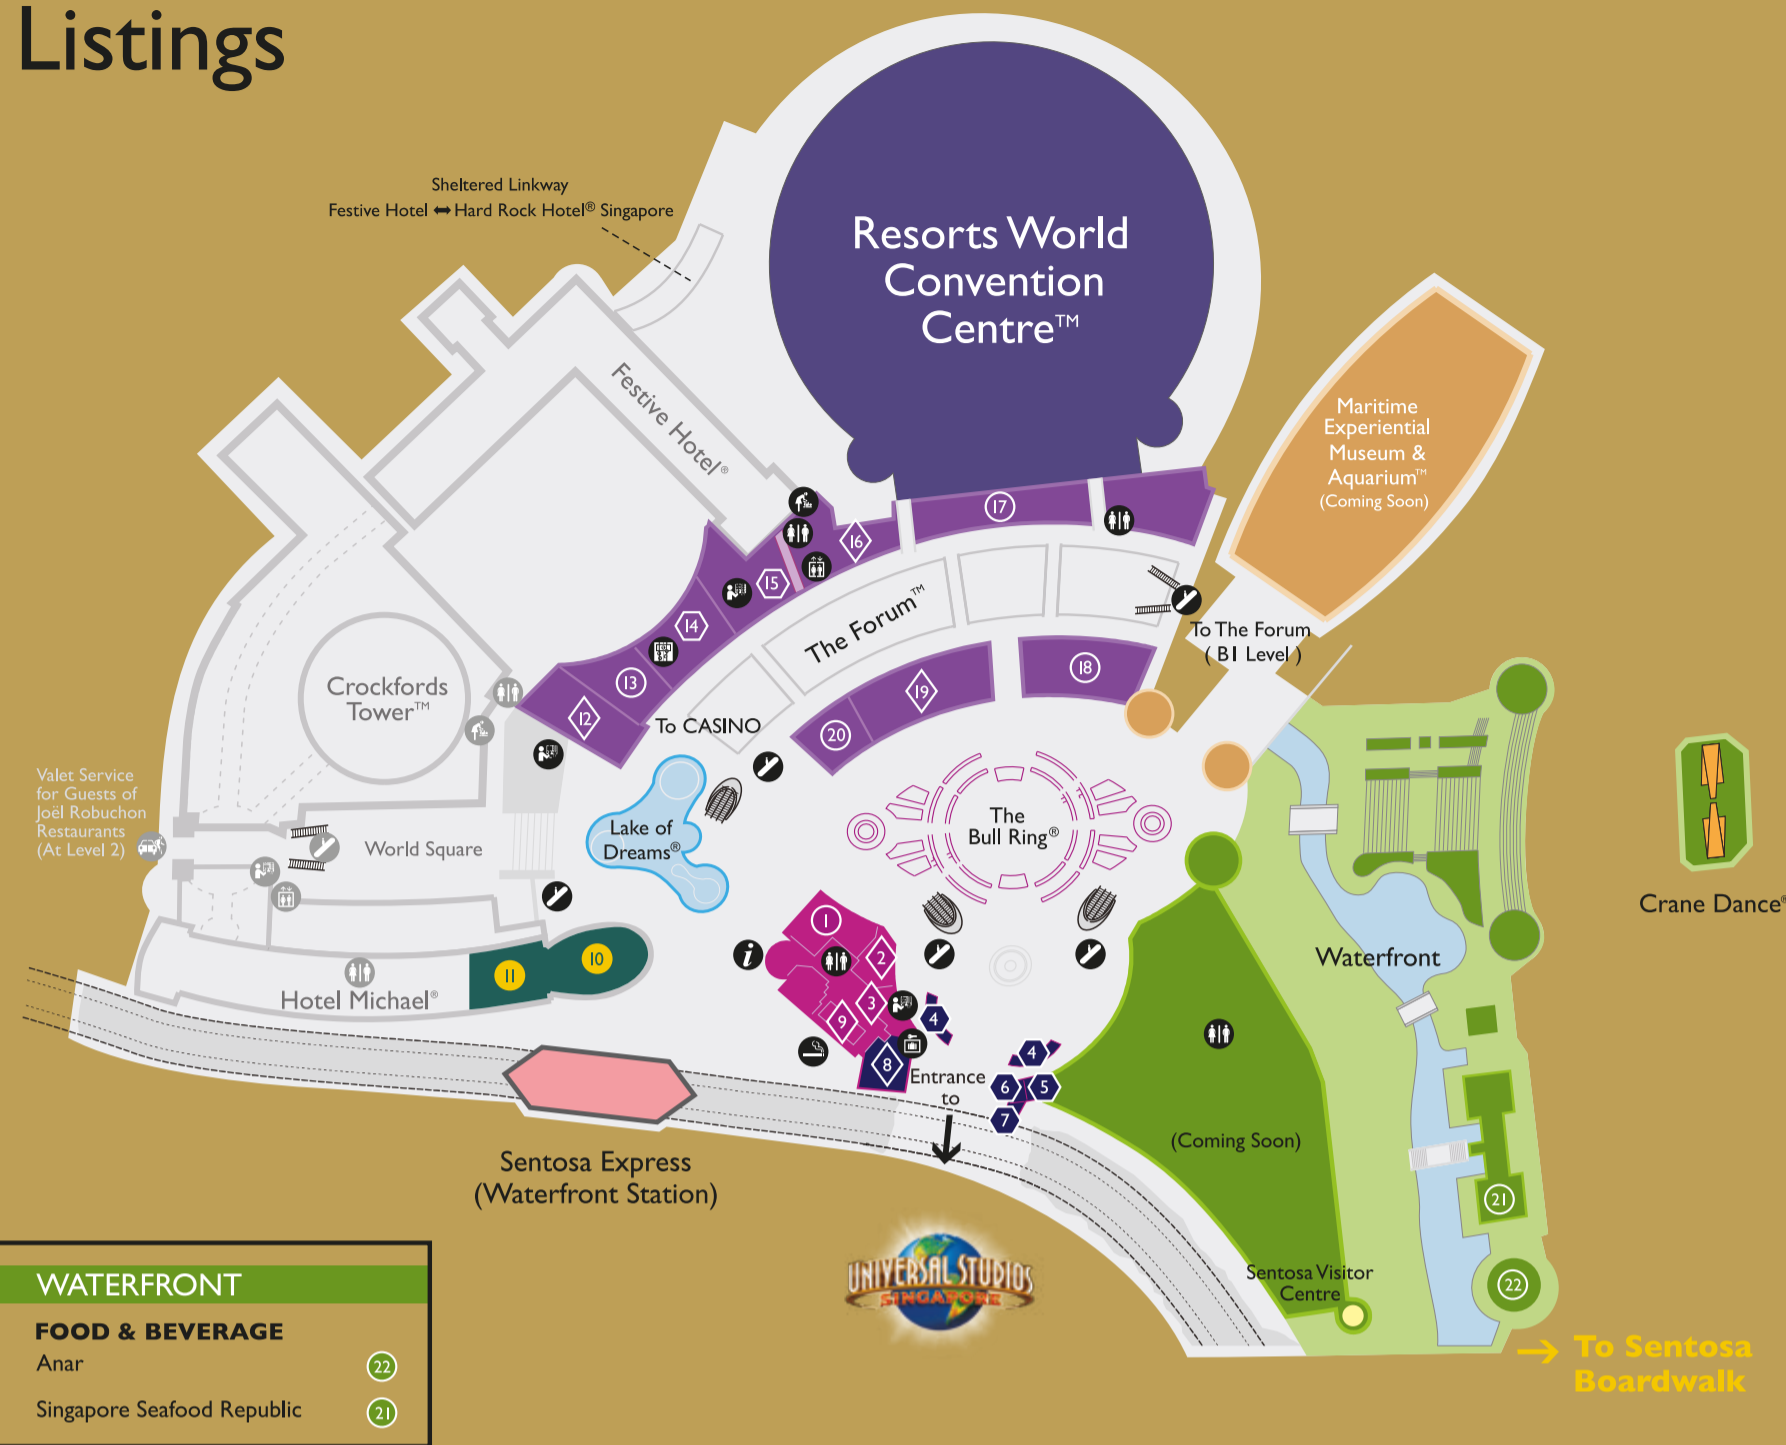 Listings
Sheltered Linkway
Festive Hotel ⬌ Hard Rock Hotel® Singapore
Resorts World
Convention
Centre™
Maritime
Experiential
Museum &
Aquarium™
(Coming Soon)
Festive Hotel®
17
16
15
14
13
12
The Forum™
To The Forum
( B1 Level )
18
19
20
To CASINO
Crockfords
Tower™
Valet Service
for Guests of
Joël Robuchon
Restaurants
(At Level 2)
World Square
Lake of
Dreams®
The
Bull Ring®
Crane Dance®
Waterfront
1
2
3
9
i
10
11
Hotel Michael®
4
8
4
6
5
7
Entrance
to
(Coming Soon)
Sentosa Express
(Waterfront Station)
21
22
UNIVERSAL STUDIOS
SINGAPORE
Sentosa Visitor
Centre
→ To Sentosa
Boardwalk
WATERFRONT
FOOD & BEVERAGE
Anar 22
Singapore Seafood Republic 21